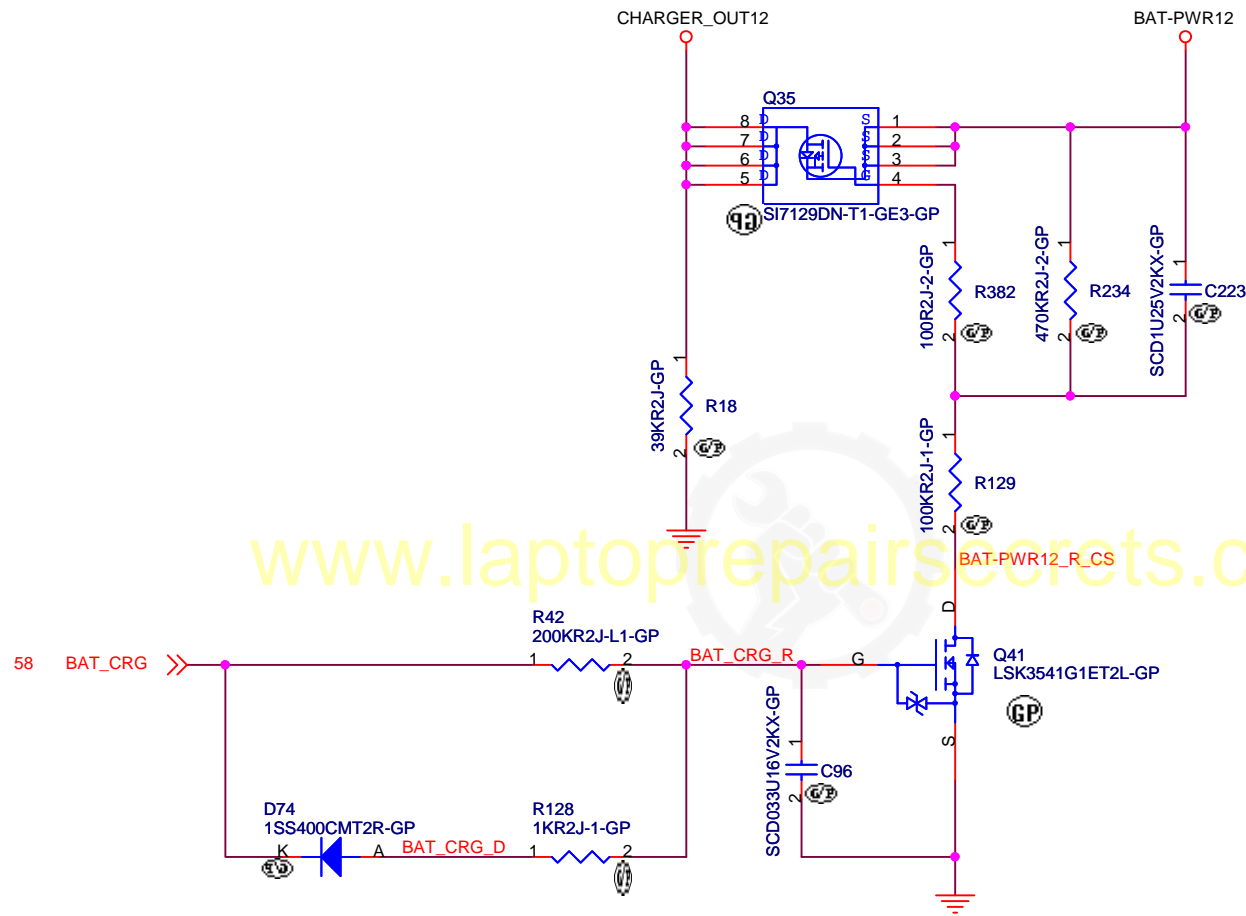 CHARGER_OUT12
BAT-PWR12
Q35
8 D S 1
7 D S 2
6 D S 3
5 D G 4
SI7129DN-T1-GE3-GP
GP
1
100R2J-2-GP
R382
2
G/P
1
470KR2J-2-GP
R234
2
G/P
1
SCD1U25V2KX-GP
C223
2
G/P
1
39KR2J-GP
R18
2
G/P
1
100KR2J-1-GP
R129
2
G/P
www.laptoprepairsecrets.c
BAT-PWR12_R_CS
D
R42
200KR2J-L1-GP
58 BAT_CRG
1 2
G/P
BAT_CRG_R
G
Q41
LSK3541G1ET2L-GP
GP
S
1
SCD033U16V2KX-GP
C96
2
G/P
D74
1SS400CMT2R-GP
K A
G/P
BAT_CRG_D
R128
1KR2J-1-GP
1 2
G/P